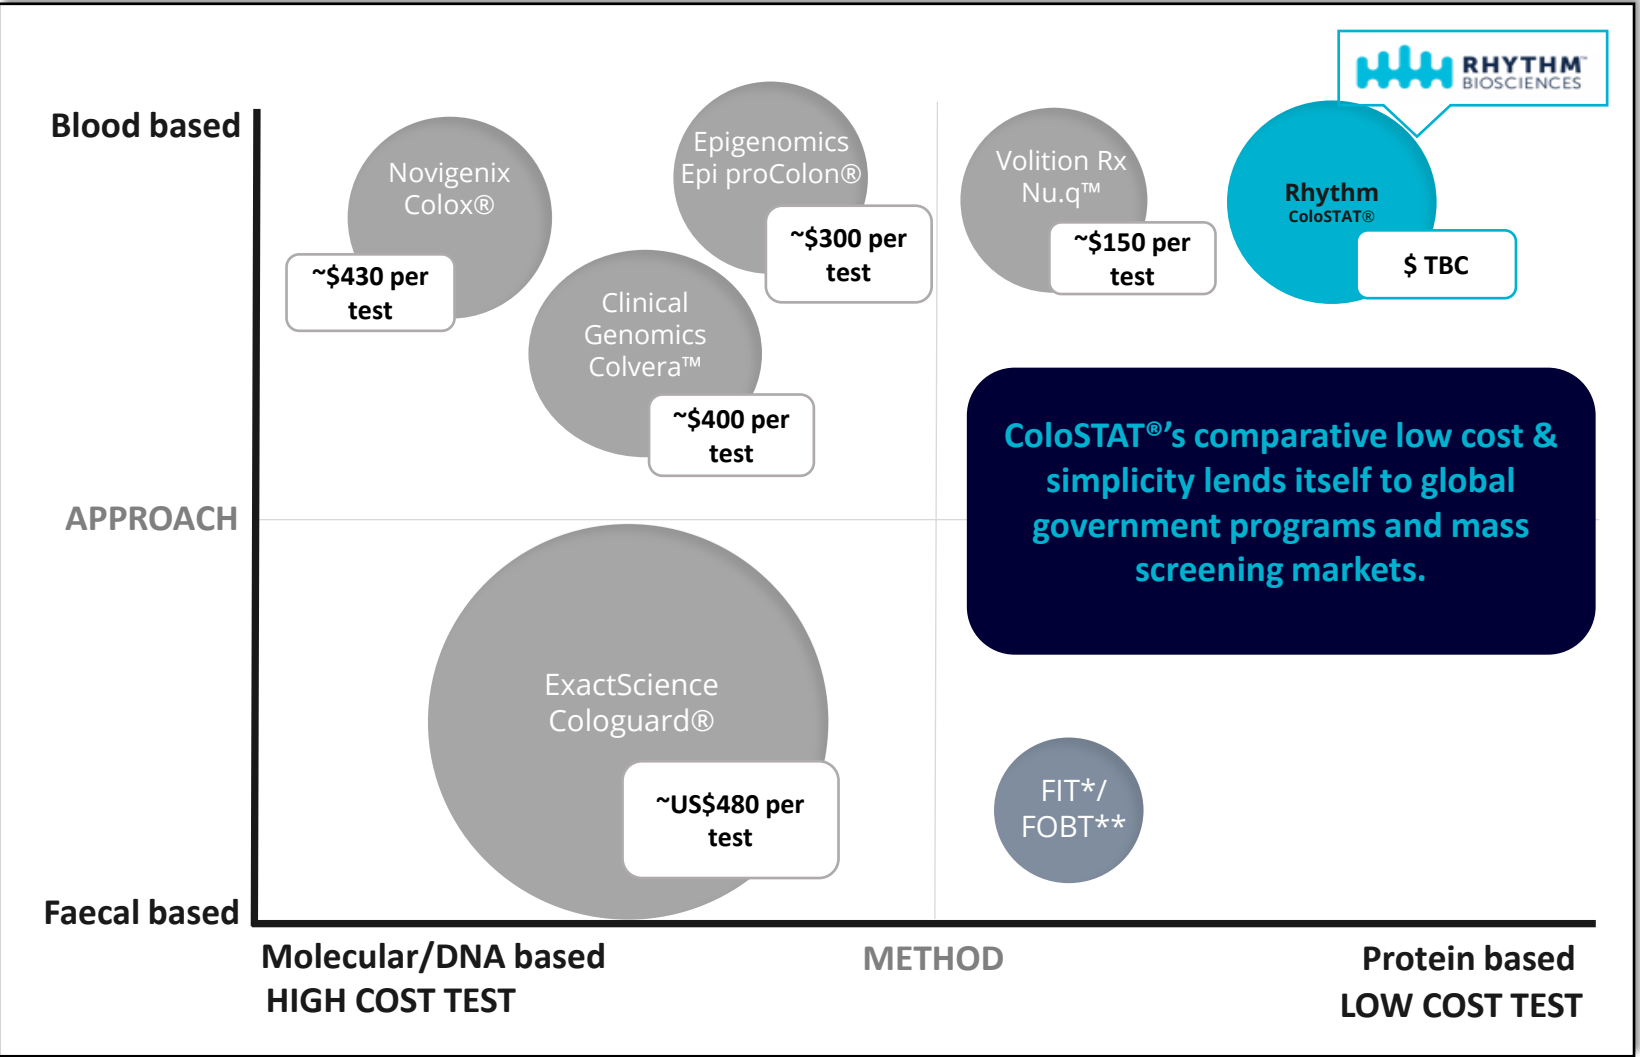 RHYTHM™
BIOSCIENCES
Blood based
Novigenix
Colox®
~$430 per
test
Epigenomics
Epi proColon®
~$300 per
test
Volition Rx
Nu.q™
~$150 per
test
Rhythm
ColoSTAT®
$ TBC
Clinical
Genomics
Colvera™
~$400 per
test
ColoSTAT®’s comparative low cost &
simplicity lends itself to global
government programs and mass
screening markets.
APPROACH
ExactScience
Cologuard®
~US$480 per
test
FIT*/
FOBT**
Faecal based
Molecular/DNA based
HIGH COST TEST
METHOD
Protein based
LOW COST TEST